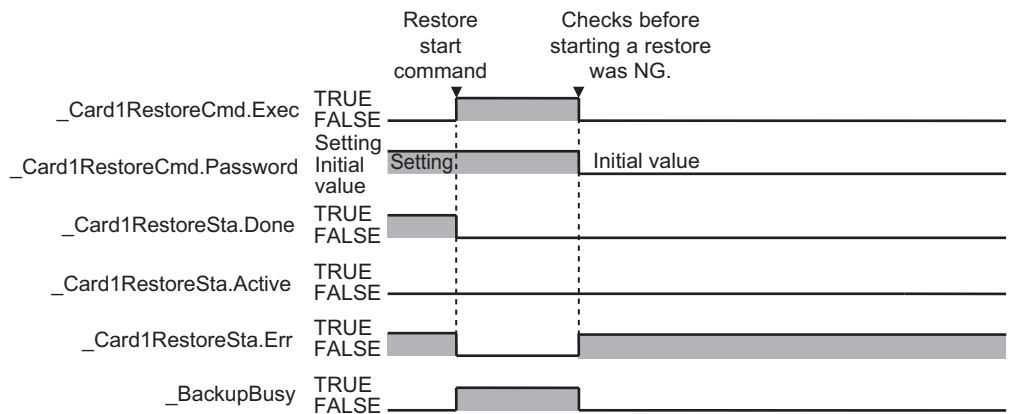 Restore
start
command
Checks before
starting a restore
was NG.
_Card1RestoreCmd.Exec
TRUE
FALSE
_Card1RestoreCmd.Password
Setting
Initial
value
Setting
Initial value
_Card1RestoreSta.Done
TRUE
FALSE
_Card1RestoreSta.Active
TRUE
FALSE
_Card1RestoreSta.Err
TRUE
FALSE
_BackupBusy
TRUE
FALSE